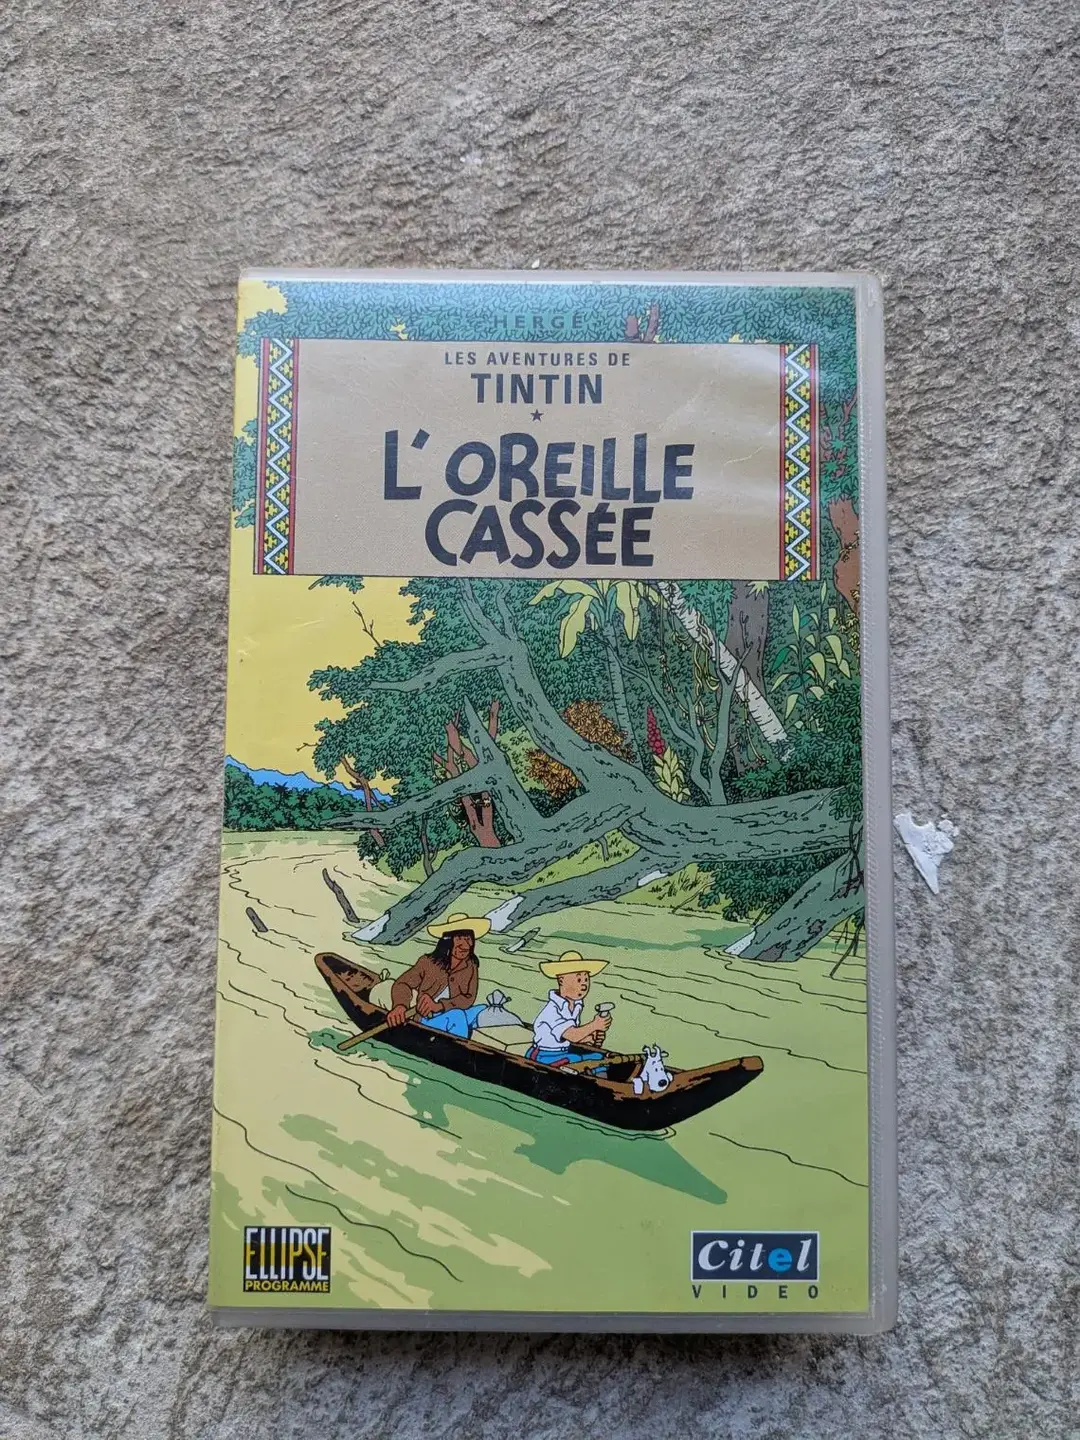 HERGÉ
LES AVENTURES DE
TINTIN
L'OREILLE
CASSÉE
ELLIPSE
PROGRAMME
Citel
VIDEO